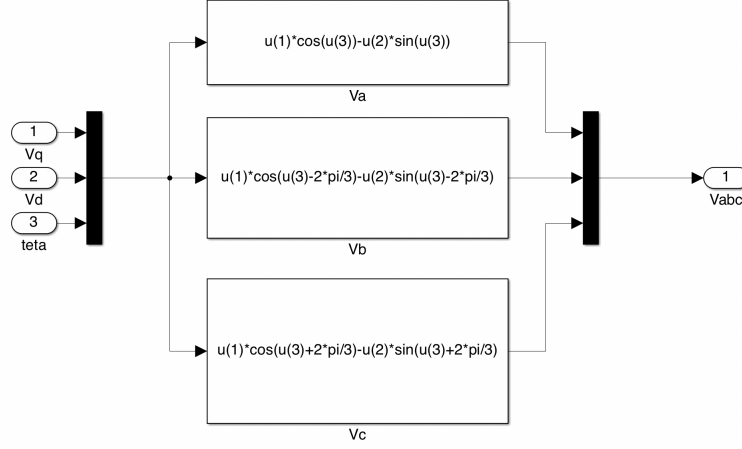 u(1)*cos(u(3))-u(2)*sin(u(3))
Va
1
Vq
2
Vd
3
teta
u(1)*cos(u(3)-2*pi/3)-u(2)*sin(u(3)-2*pi/3)
Vb
1
Vabc
u(1)*cos(u(3)+2*pi/3)-u(2)*sin(u(3)+2*pi/3)
Vc